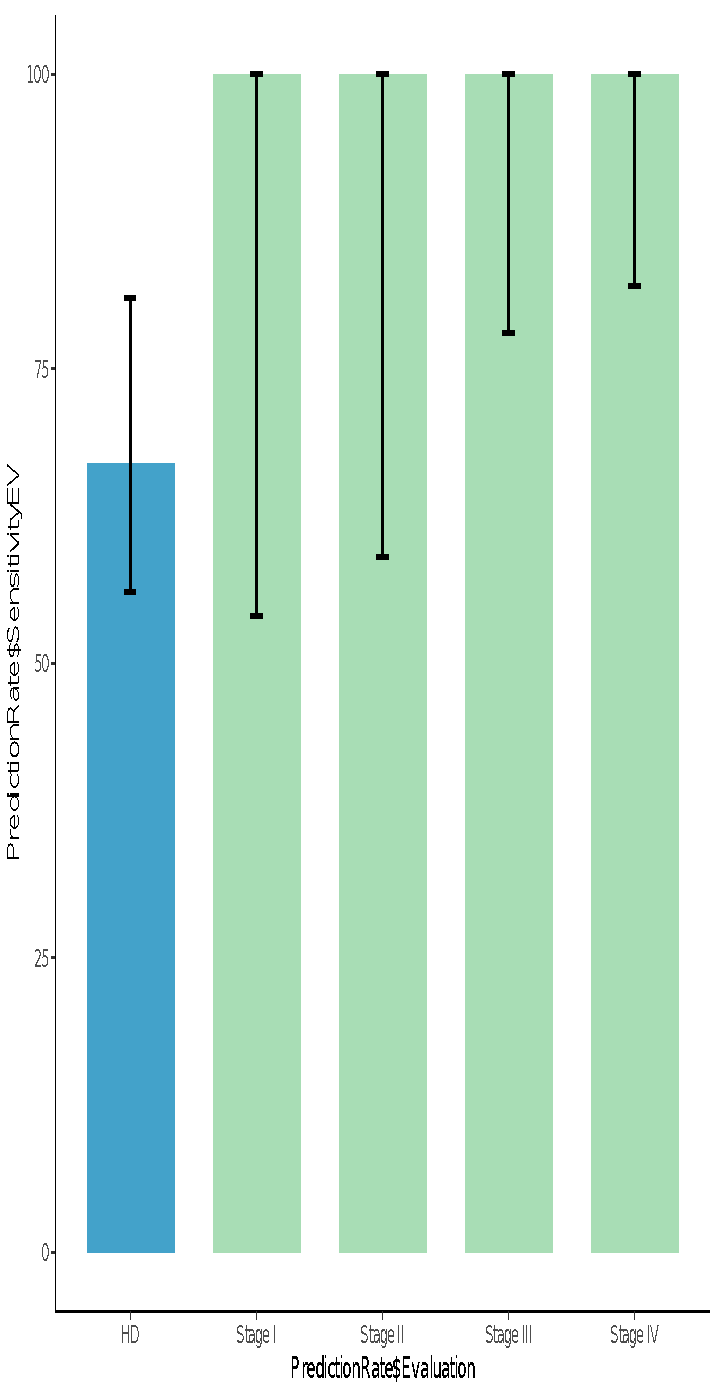 PredictionRate$SensitivityEV
100
75
50
25
0
HD Stage I Stage II Stage III Stage IV
PredictionRate$Evaluation